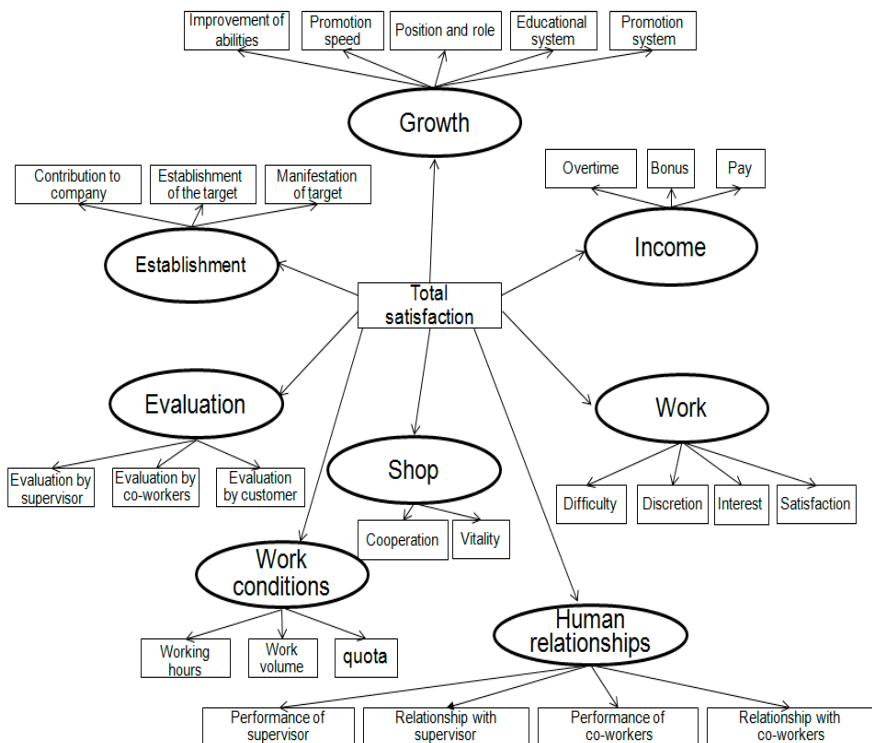 Improvement of
abilities
Promotion
speed
Position and role
Educational
system
Promotion
system
Growth
Contribution to
company
Establishment
of the target
Manifestation
of target
Overtime
Bonus
Pay
Establishment
Income
Total
satisfaction
Evaluation
Work
Evaluation by
supervisor
Evaluation by
co-workers
Evaluation
by customer
Shop
Difficulty
Discretion
Interest
Satisfaction
Cooperation
Vitality
Work
conditions
Human
relationships
Working
hours
Work
volume
quota
Performance of
supervisor
Relationship with
supervisor
Performance of
co-workers
Relationship with
co-workers